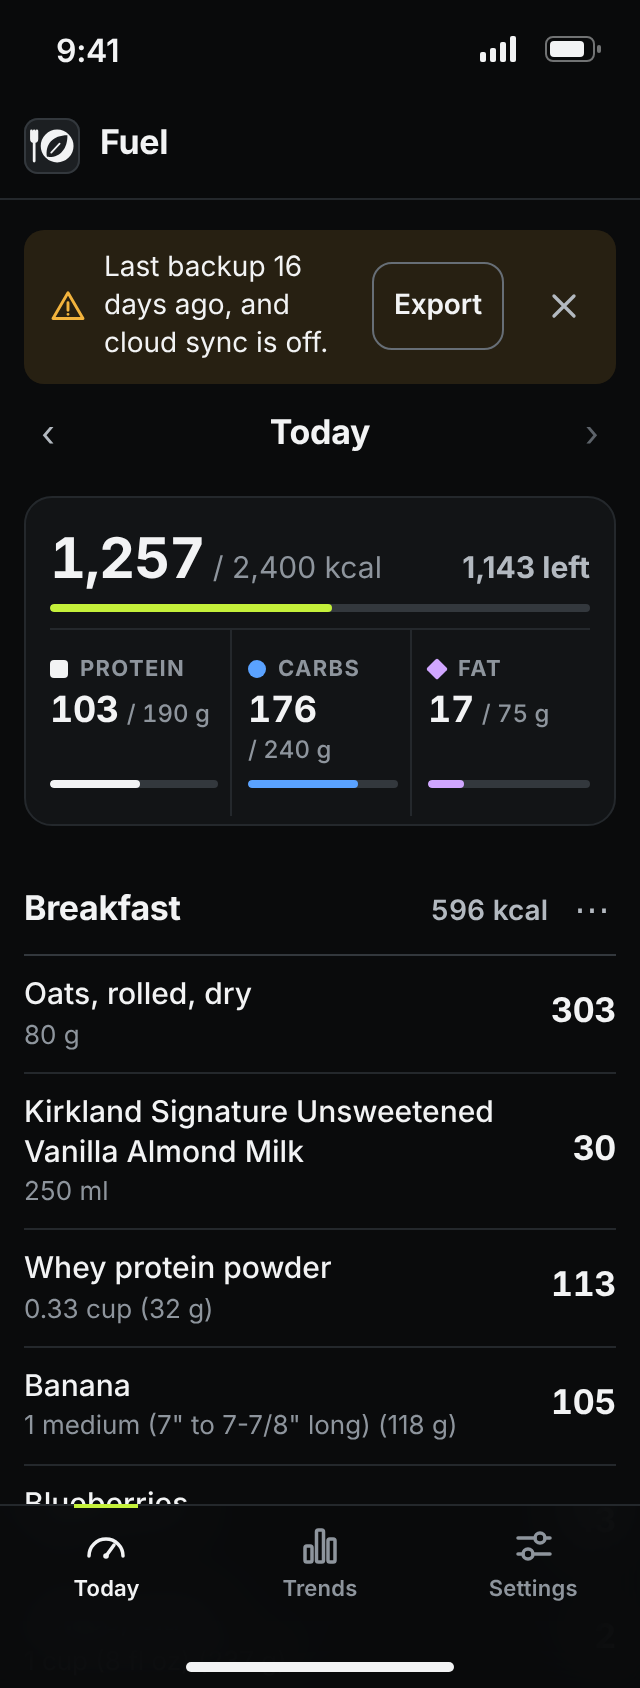 9:41
Fuel
Last backup 16
days ago, and
cloud sync is off.
Export
‹ Today ›
1,257 / 2,400 kcal 1,143 left
PROTEIN CARBS FAT
103 / 190 g 176 / 240 g 17 / 75 g
Breakfast 596 kcal ···
Oats, rolled, dry 303
80 g
Kirkland Signature Unsweetened
Vanilla Almond Milk 30
250 ml
Whey protein powder 113
0.33 cup (32 g)
Banana 105
1 medium (7" to 7-7/8" long) (118 g)
Blueberries
Today Trends Settings